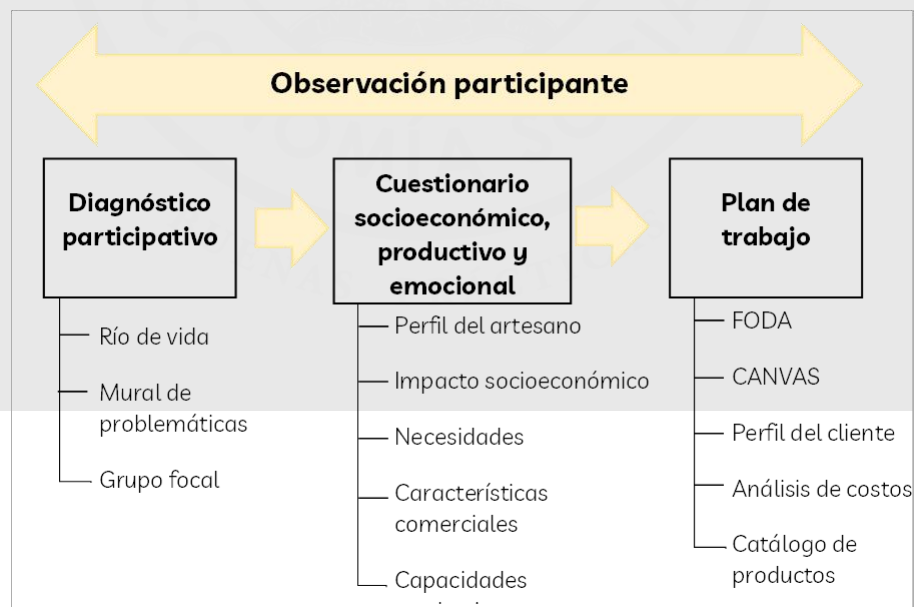 Observación participante
Diagnóstico
participativo
Río de vida
Mural de
problemáticas
Grupo focal
Cuestionario
socioeconómico,
productivo y
emocional
Perfil del artesano
Impacto socioeconómico
Necesidades
Características
comerciales
Capacidades
Plan de
trabajo
FODA
CANVAS
Perfil del cliente
Análisis de costos
Catálogo de
productos